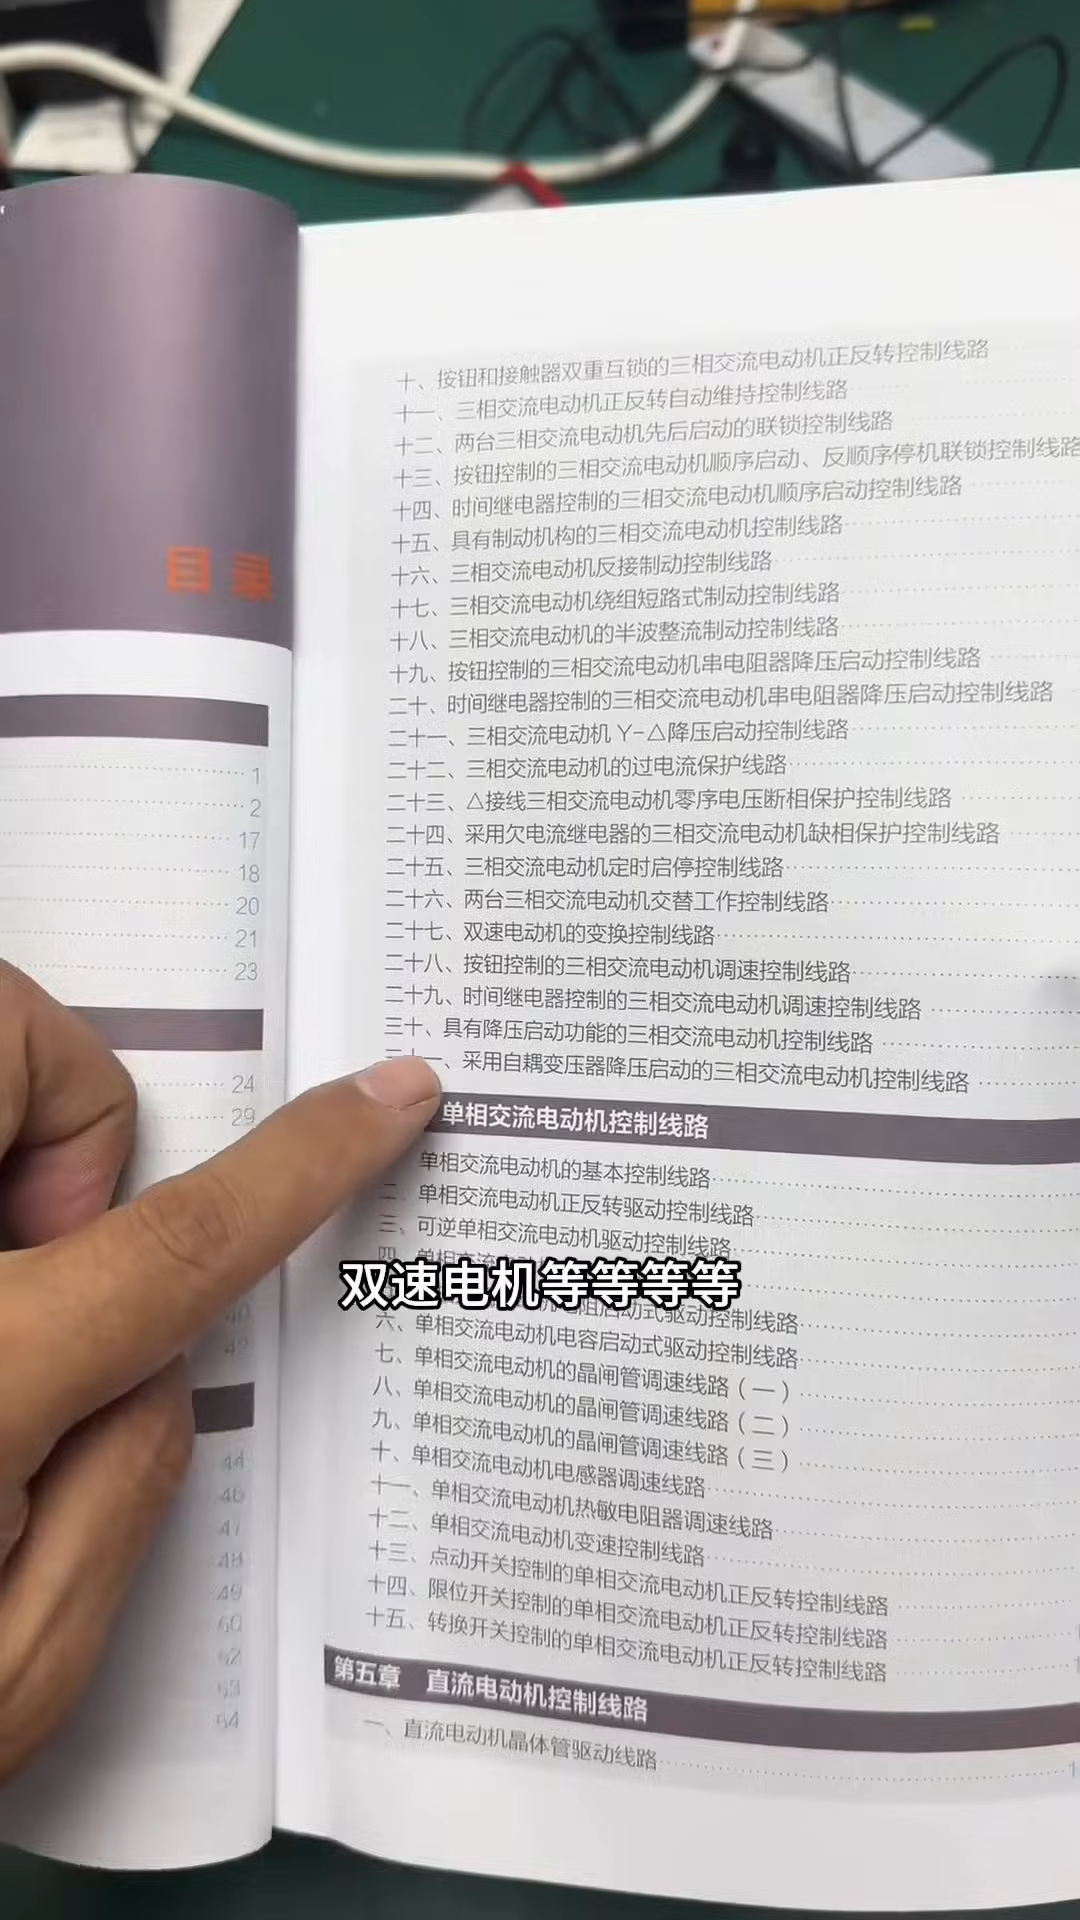 目录
1
2
17
18
20
21
23
24
29
40
42
44
46
47
48
49
50
52
53
54
十、按钮和接触器双重互锁的三相交流电动机正反转控制线路
十一、三相交流电动机正反转自动维持控制线路
十二、两台三相交流电动机先后启动的联锁控制线路
十三、按钮控制的三相交流电动机顺序启动、反顺序停机联锁控制线路
十四、时间继电器控制的三相交流电动机顺序启动控制线路
十五、具有制动机构的三相交流电动机控制线路
十六、三相交流电动机反接制动控制线路
十七、三相交流电动机绕组短路式制动控制线路
十八、三相交流电动机的半波整流制动控制线路
十九、按钮控制的三相交流电动机串电阻器降压启动控制线路
二十、时间继电器控制的三相交流电动机串电阻器降压启动控制线路
二十一、三相交流电动机 Y-△降压启动控制线路
二十二、三相交流电动机的过电流保护线路
二十三、△接线三相交流电动机零序电压断相保护控制线路
二十四、采用欠电流继电器的三相交流电动机缺相保护控制线路
二十五、三相交流电动机定时启停控制线路
二十六、两台三相交流电动机交替工作控制线路
二十七、双速电动机的变换控制线路
二十八、按钮控制的三相交流电动机调速控制线路
二十九、时间继电器控制的三相交流电动机调速控制线路
三十、具有降压启动功能的三相交流电动机控制线路
三十一、采用自耦变压器降压启动的三相交流电动机控制线路
单相交流电动机控制线路
单相交流电动机的基本控制线路
二、单相交流电动机正反转驱动控制线路
三、可逆单相交流电动机驱动控制线路
四、单相交流电动机
双速电机等等等等
电阻启动式驱动控制线路
六、单相交流电动机电容启动式驱动控制线路
七、单相交流电动机的晶闸管调速线路（一）
八、单相交流电动机的晶闸管调速线路（二）
九、单相交流电动机的晶闸管调速线路（三）
十、单相交流电动机电感器调速线路
十一、单相交流电动机热敏电阻器调速线路
十二、单相交流电动机变速控制线路
十三、点动开关控制的单相交流电动机正反转控制线路
十四、限位开关控制的单相交流电动机正反转控制线路
十五、转换开关控制的单相交流电动机正反转控制线路
第五章 直流电动机控制线路
一、直流电动机晶体管驱动线路